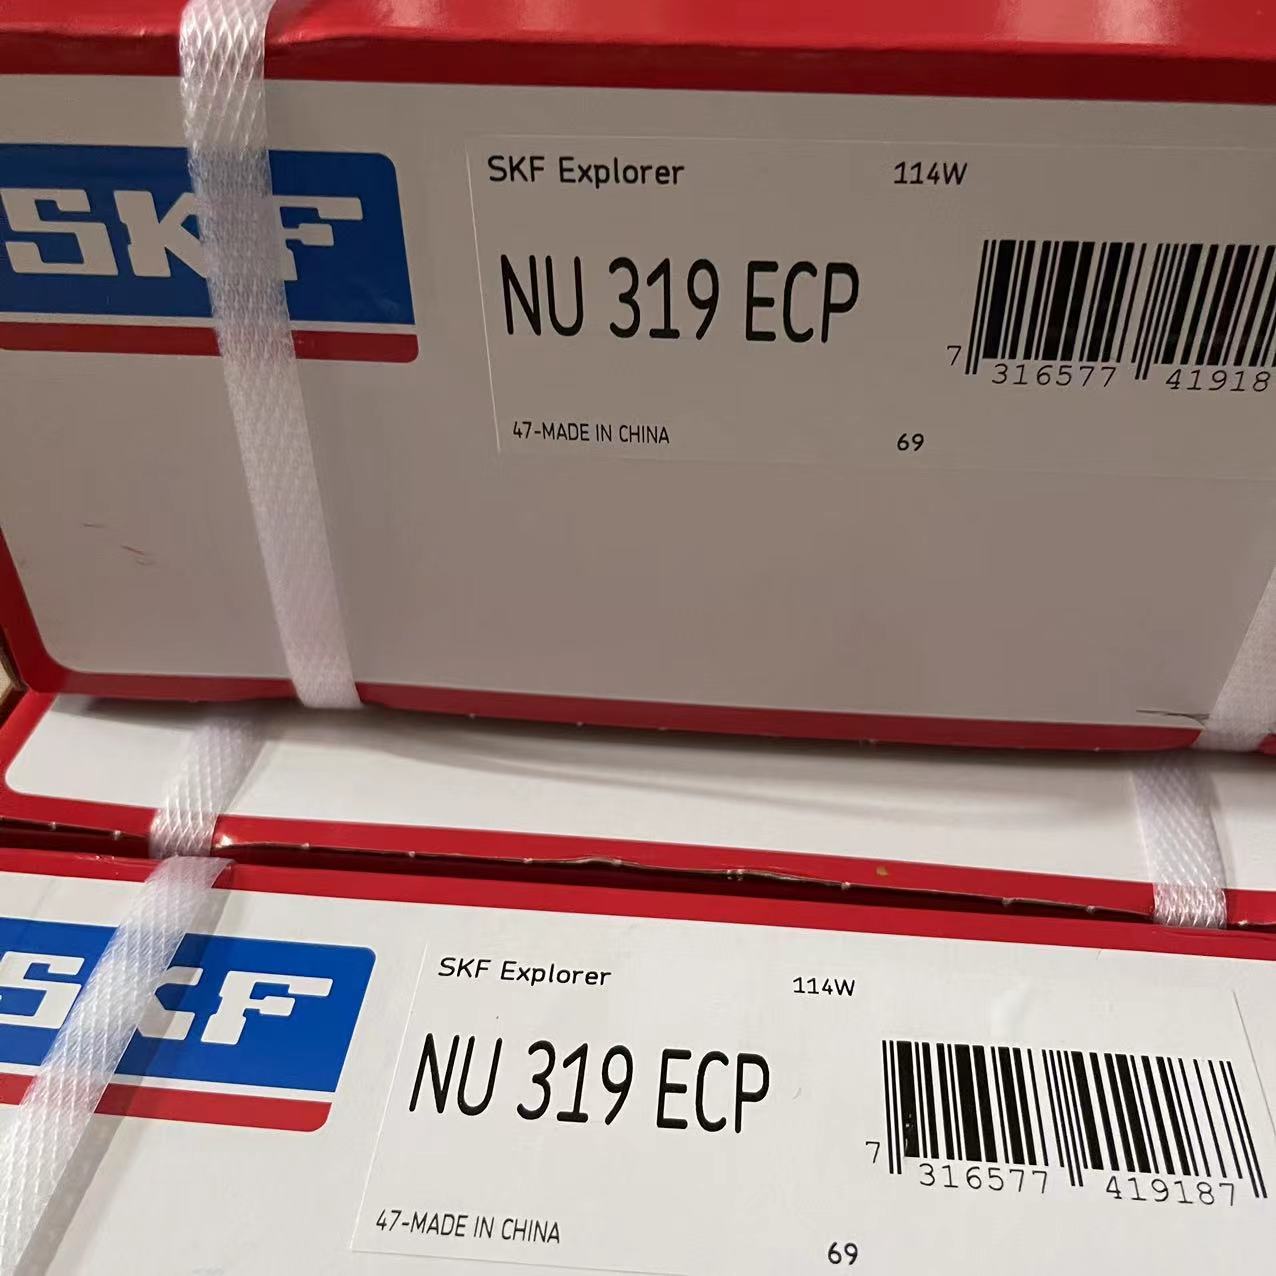 SKF
SKF Explorer 114W
NU 319 ECP
7 316577 41918
47-MADE IN CHINA 69
SKF
SKF Explorer 114W
NU 319 ECP
7 316577 419187
47-MADE IN CHINA 69